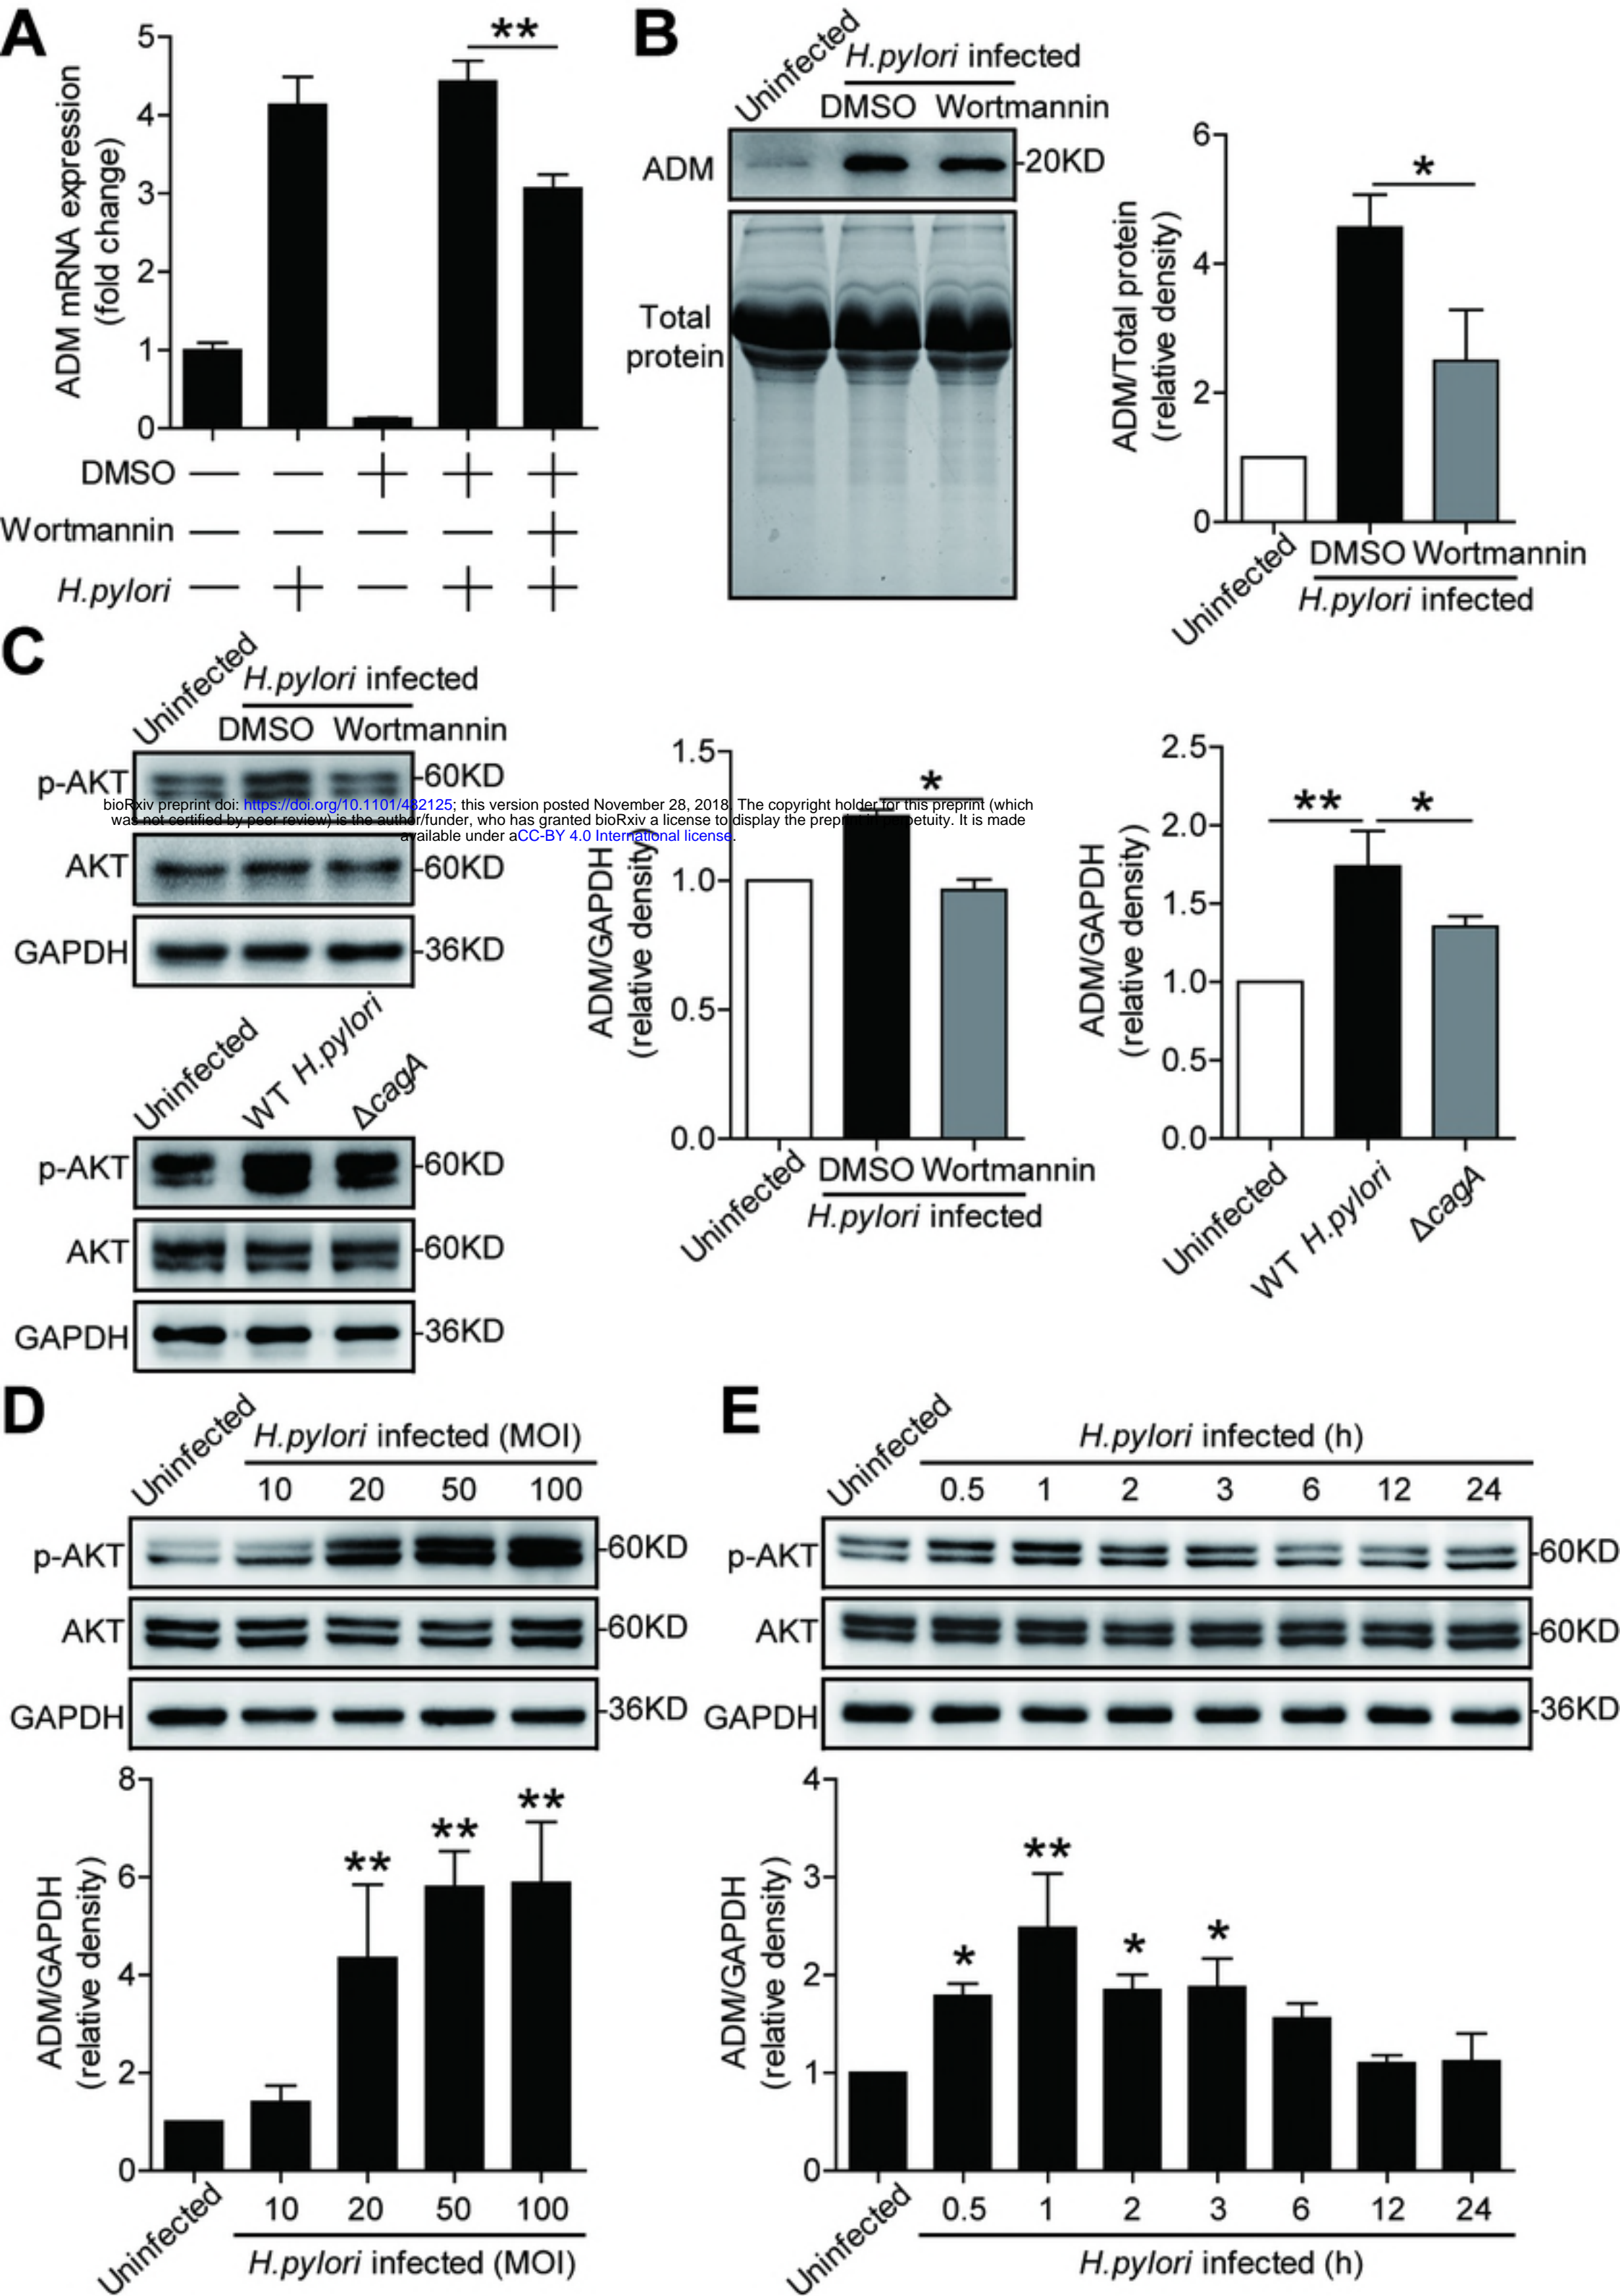 A
ADM mRNA expression
(fold change)
5
4
3
2
1
0
**
DMSO — — + + +
Wortmannin — — — — +
H.pylori — + — + +
B
Uninfected
H.pylori infected
DMSO Wortmannin
ADM
-20KD
Total
protein
ADM/Total protein
(relative density)
6
4
2
0
*
Uninfected
DMSO Wortmannin
H.pylori infected
C
Uninfected
H.pylori infected
DMSO Wortmannin
p-AKT
-60KD
bioRxiv preprint doi: https://doi.org/10.1101/482125; this version posted November 28, 2018. The copyright holder for this preprint (which
was not certified by peer review) is the author/funder, who has granted bioRxiv a license to display the preprint in perpetuity. It is made
available under aCC-BY 4.0 International license.
AKT
-60KD
GAPDH
-36KD
Uninfected
WT H.pylori
ΔcagA
p-AKT
-60KD
AKT
-60KD
GAPDH
-36KD
ADM/GAPDH
(relative density)
1.5
1.0
0.5
0.0
*
Uninfected
DMSO Wortmannin
H.pylori infected
ADM/GAPDH
(relative density)
2.5
2.0
1.5
1.0
0.5
0.0
** *
Uninfected
WT H.pylori
ΔcagA
D
Uninfected
H.pylori infected (MOI)
10 20 50 100
p-AKT
-60KD
AKT
-60KD
GAPDH
-36KD
ADM/GAPDH
(relative density)
8
6
4
2
0
** ** **
Uninfected
10 20 50 100
H.pylori infected (MOI)
E
Uninfected
H.pylori infected (h)
0.5 1 2 3 6 12 24
p-AKT
-60KD
AKT
-60KD
GAPDH
-36KD
ADM/GAPDH
(relative density)
4
3
2
1
0
* ** * *
Uninfected
0.5 1 2 3 6 12 24
H.pylori infected (h)